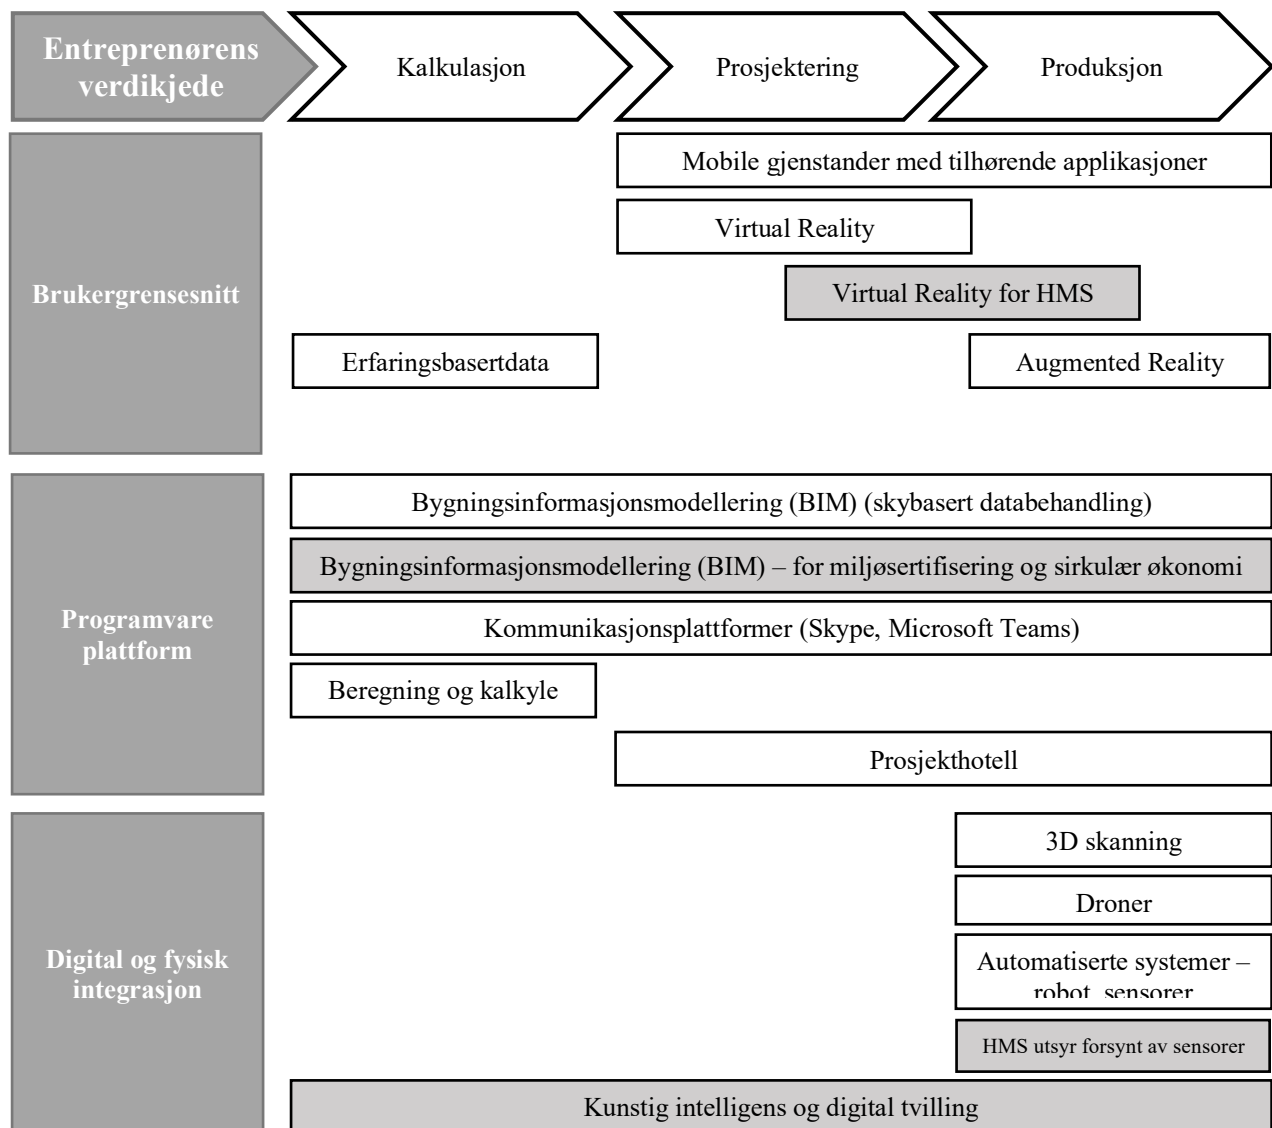 Entreprenørens
verdikjede
Kalkulasjon
Prosjektering
Produksjon
Brukergrensesnitt
Mobile gjenstander med tilhørende applikasjoner
Virtual Reality
Virtual Reality for HMS
Erfaringsbasertdata
Augmented Reality
Programvare
plattform
Bygningsinformasjonsmodellering (BIM) (skybasert databehandling)
Bygningsinformasjonsmodellering (BIM) – for miljøsertifisering og sirkulær økonomi
Kommunikasjonsplattformer (Skype, Microsoft Teams)
Beregning og kalkyle
Prosjekthotell
Digital og fysisk
integrasjon
3D skanning
Droner
Automatiserte systemer –
robot, sensorer
HMS utsyr forsynt av sensorer
Kunstig intelligens og digital tvilling